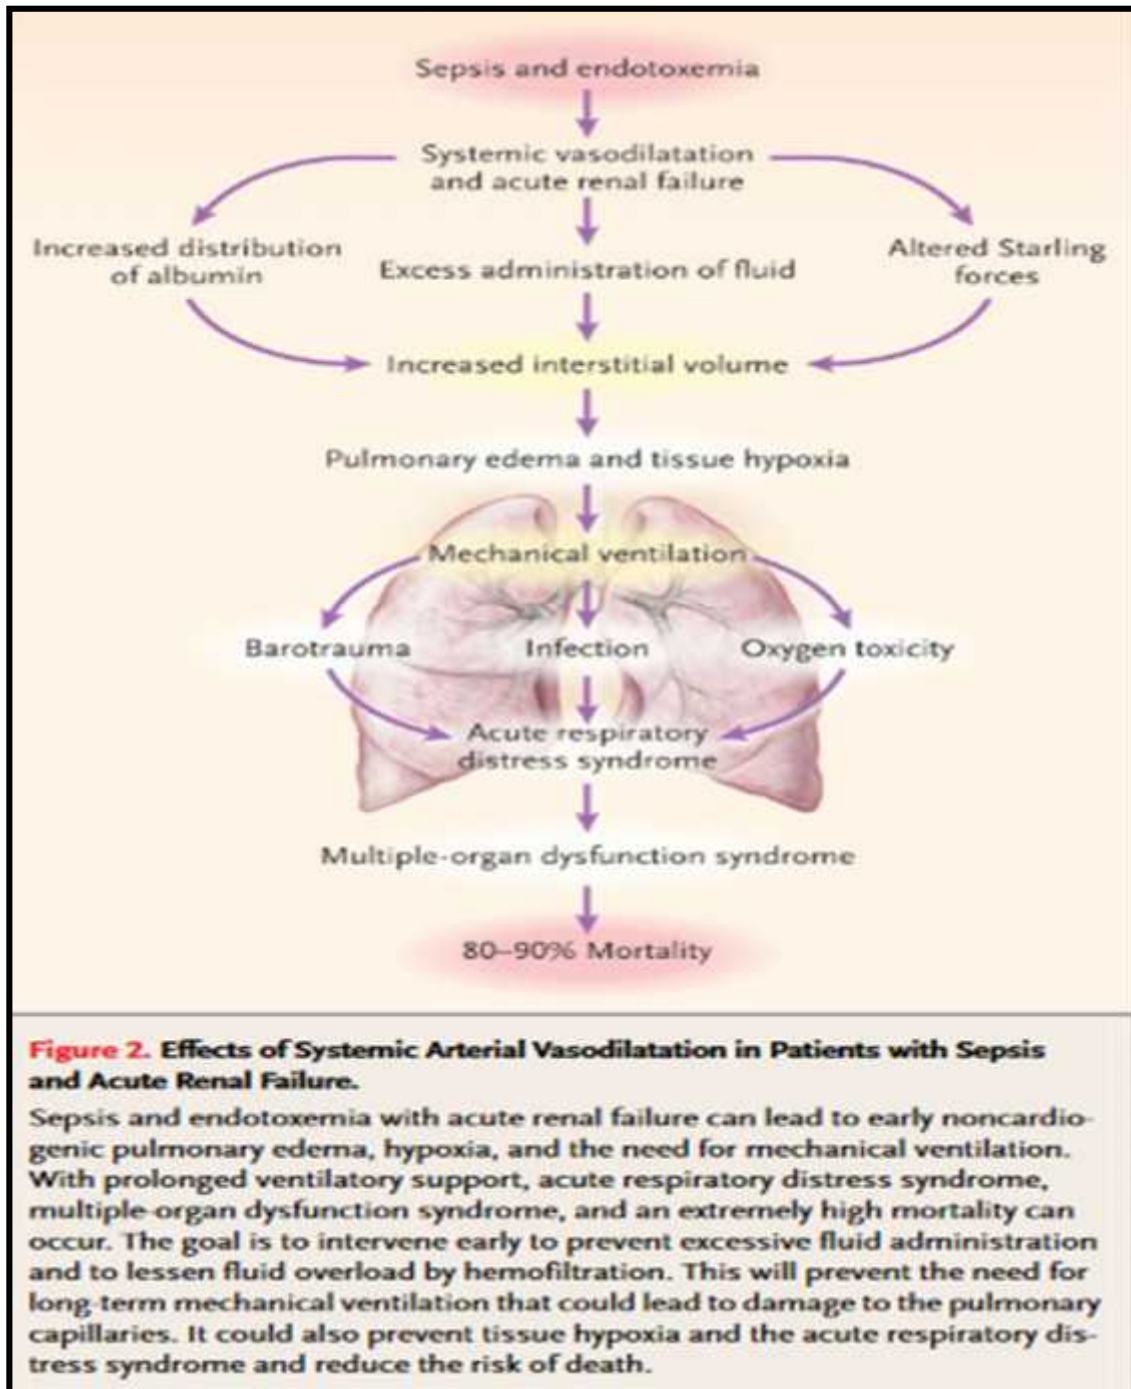 Sepsis and endotoxemia
Systemic vasodilatation
and acute renal failure
Increased distribution
of albumin
Excess administration of fluid
Altered Starling
forces
Increased interstitial volume
Pulmonary edema and tissue hypoxia
Mechanical ventilation
Barotrauma
Infection
Oxygen toxicity
Acute respiratory
distress syndrome
Multiple-organ dysfunction syndrome
80–90% Mortality
Figure 2. Effects of Systemic Arterial Vasodilatation in Patients with Sepsis
and Acute Renal Failure.
Sepsis and endotoxemia with acute renal failure can lead to early noncardio-
genic pulmonary edema, hypoxia, and the need for mechanical ventilation.
With prolonged ventilatory support, acute respiratory distress syndrome,
multiple-organ dysfunction syndrome, and an extremely high mortality can
occur. The goal is to intervene early to prevent excessive fluid administration
and to lessen fluid overload by hemofiltration. This will prevent the need for
long-term mechanical ventilation that could lead to damage to the pulmonary
capillaries. It could also prevent tissue hypoxia and the acute respiratory dis-
tress syndrome and reduce the risk of death.